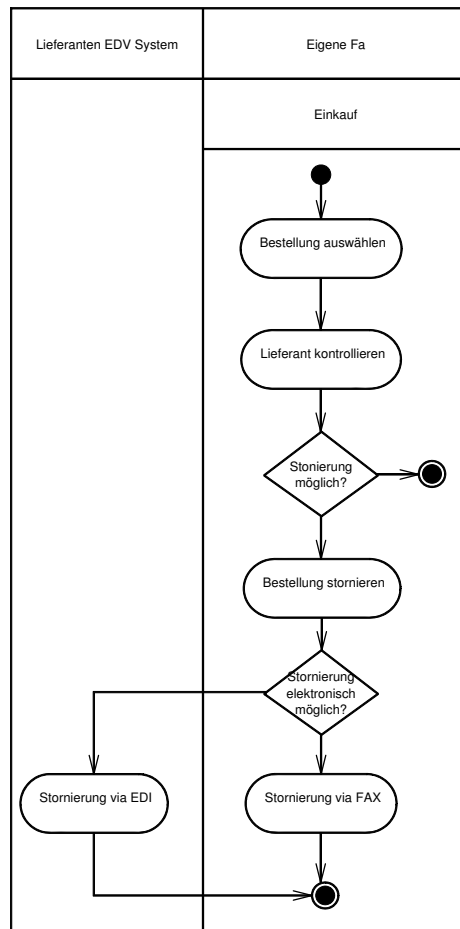 Lieferanten EDV System
Eigene Fa
Einkauf
Bestellung auswählen
Lieferant kontrollieren
Stonierung
möglich?
Bestellung stornieren
Stornierung
elektronisch
möglich?
Stornierung via EDI
Stornierung via FAX